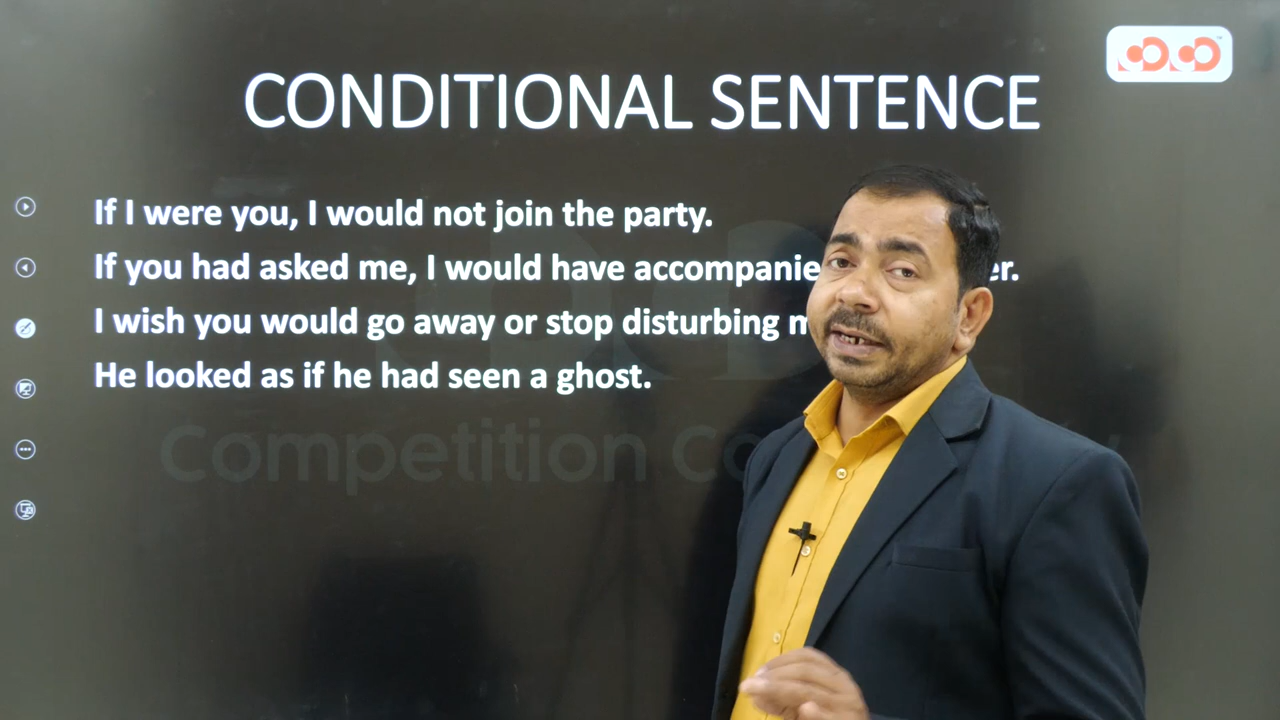 CONDITIONAL SENTENCE
If I were you, I would not join the party.
If you had asked me, I would have
I wish you would go away or stop disturbing
He looked as if he had seen a ghost.
Competition